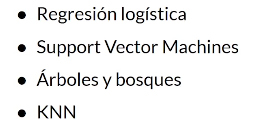 • Regresión logística
• Support Vector Machines
• Árboles y bosques
• KNN